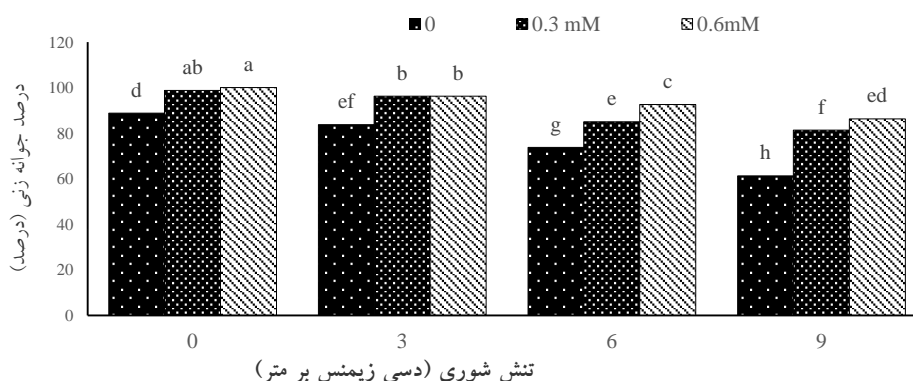 0 0.3 mM 0.6mM
120
100
80
60
40
20
0
درصد جوانه زنی (درصد)
d ab a
ef b b
g e c
h f ed
0 3 6 9
تنش شوری (دسی زیمنس بر متر)